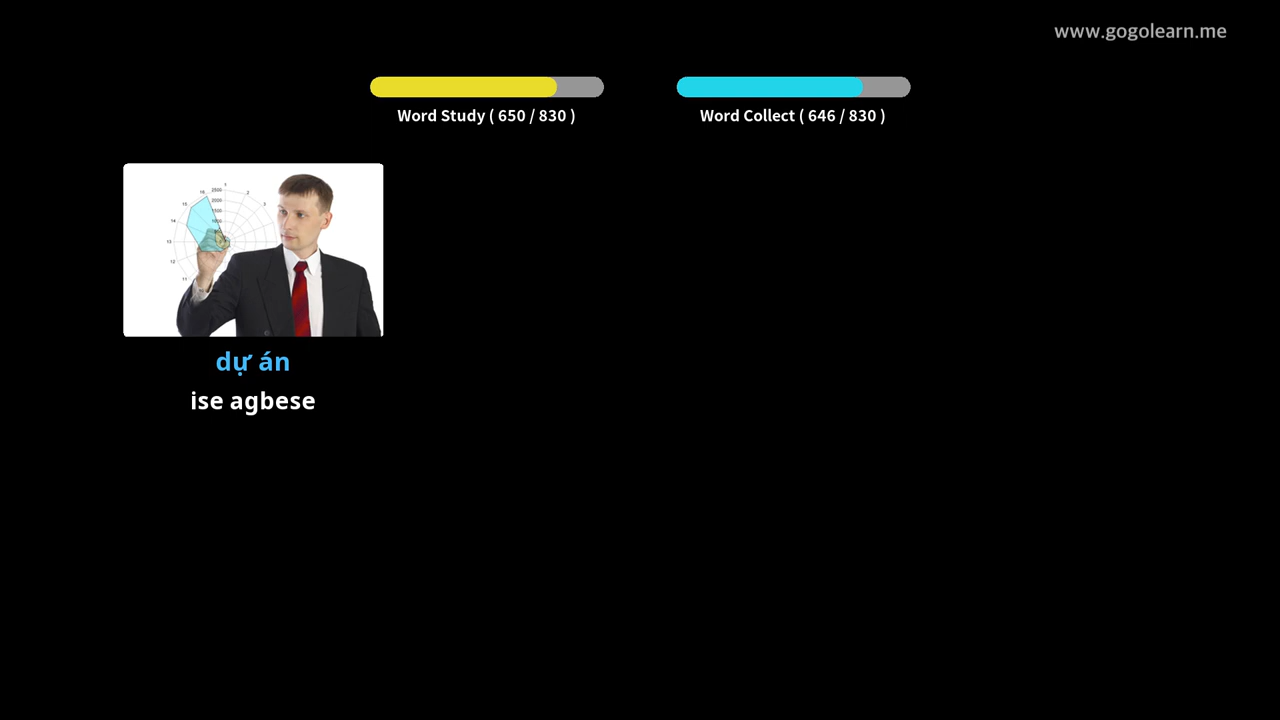 www.gogolearn.me
Word Study ( 650 / 830 )
Word Collect ( 646 / 830 )
dự án
ise agbese